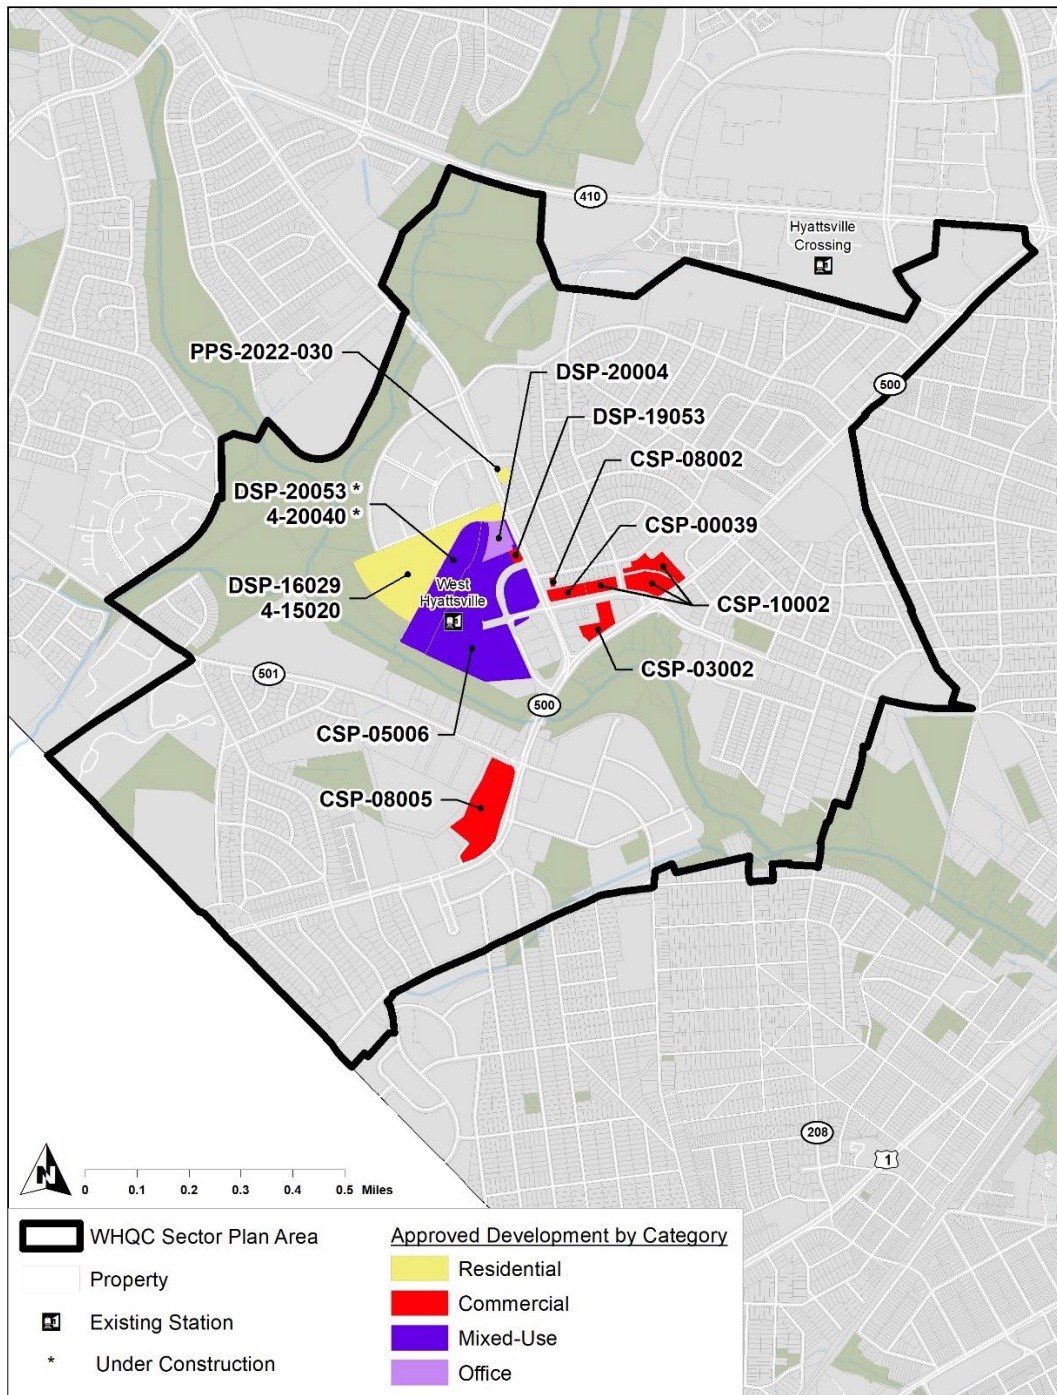 410
Hyattsville
Crossing
PPS-2022-030
DSP-20004
500
DSP-19053
CSP-08002
DSP-20053 *
4-20040 *
CSP-00039
DSP-16029
4-15020
West
Hyattsville
CSP-10002
CSP-03002
501
500
CSP-05006
CSP-08005
208
1
N
0 0.1 0.2 0.3 0.4 0.5 Miles
WHQC Sector Plan Area
Property
Existing Station
* Under Construction
Approved Development by Category
Residential
Commercial
Mixed-Use
Office